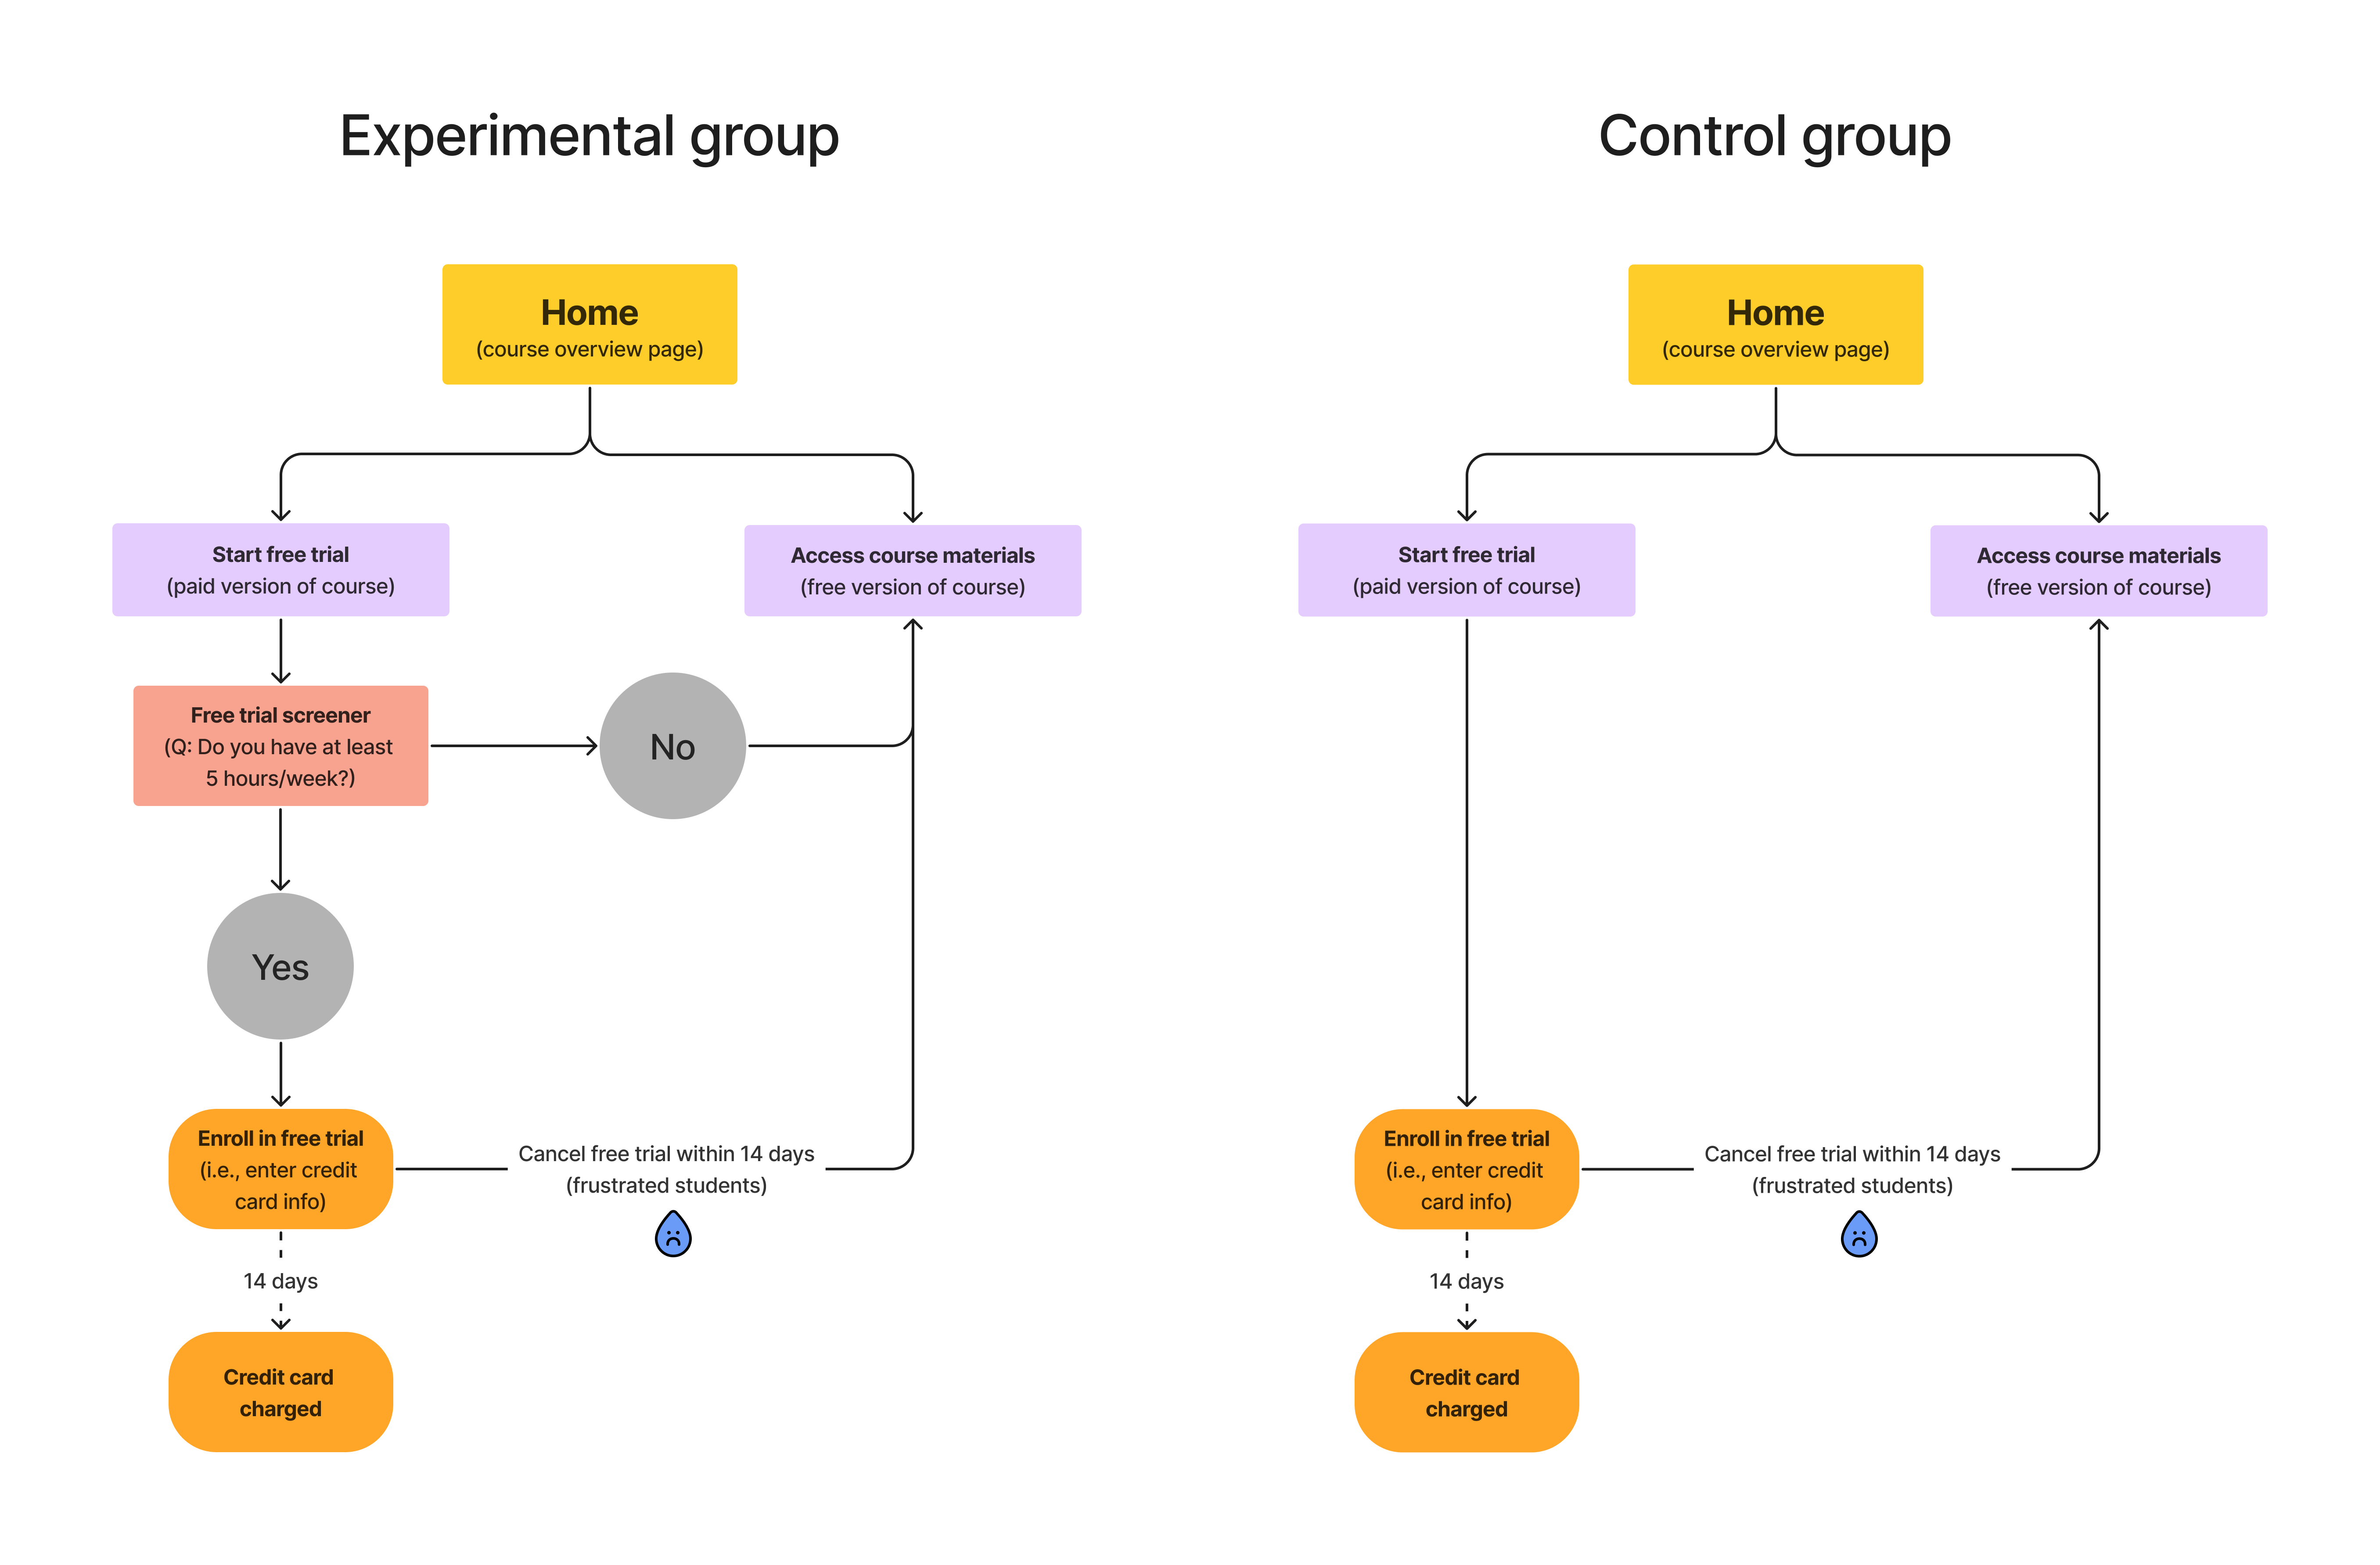 Experimental group
Home
(course overview page)
Start free trial
(paid version of course)
Access course materials
(free version of course)
Free trial screener
(Q: Do you have at least
5 hours/week?)
No
Yes
Enroll in free trial
(i.e., enter credit
card info)
Cancel free trial within 14 days
(frustrated students)
14 days
Credit card
charged
Control group
Home
(course overview page)
Start free trial
(paid version of course)
Access course materials
(free version of course)
Enroll in free trial
(i.e., enter credit
card info)
Cancel free trial within 14 days
(frustrated students)
14 days
Credit card
charged